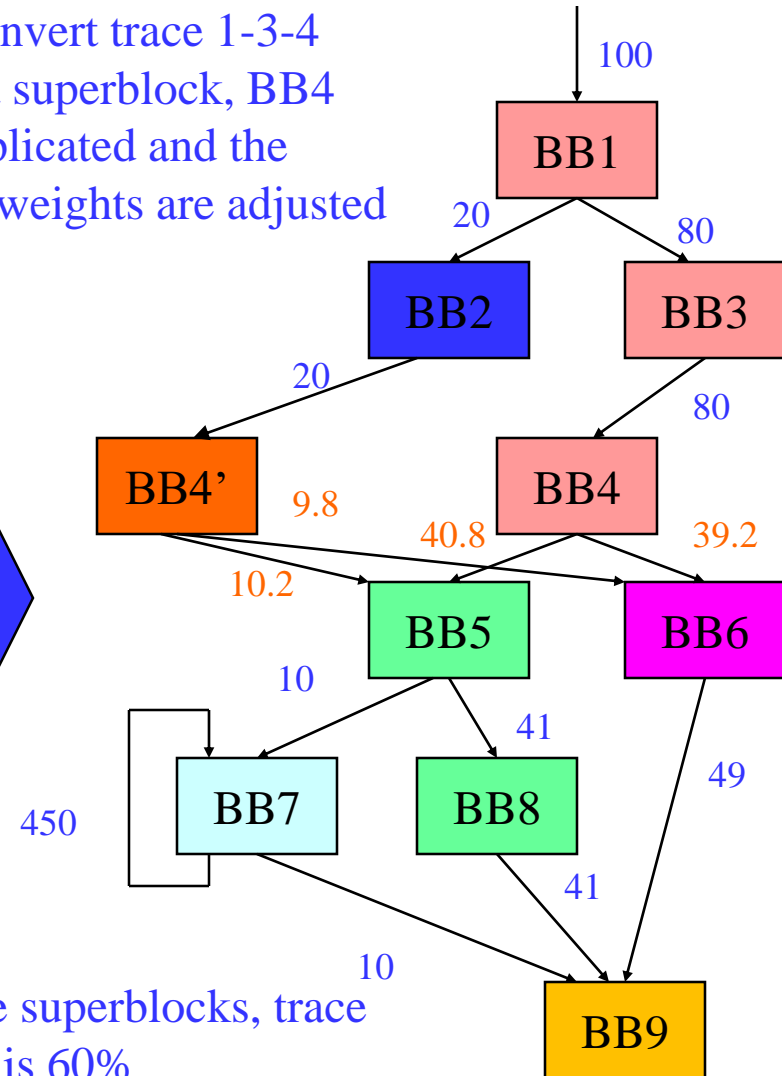 nvert trace 1-3-4
superblock, BB4
plicated and the
weights are adjusted
100
BB1
20
80
BB2
BB3
20
80
BB4’
BB4
9.8
40.8
39.2
10.2
BB5
BB6
10
41
49
BB7
BB8
450
41
10
BB9
e superblocks, trace
is 60%